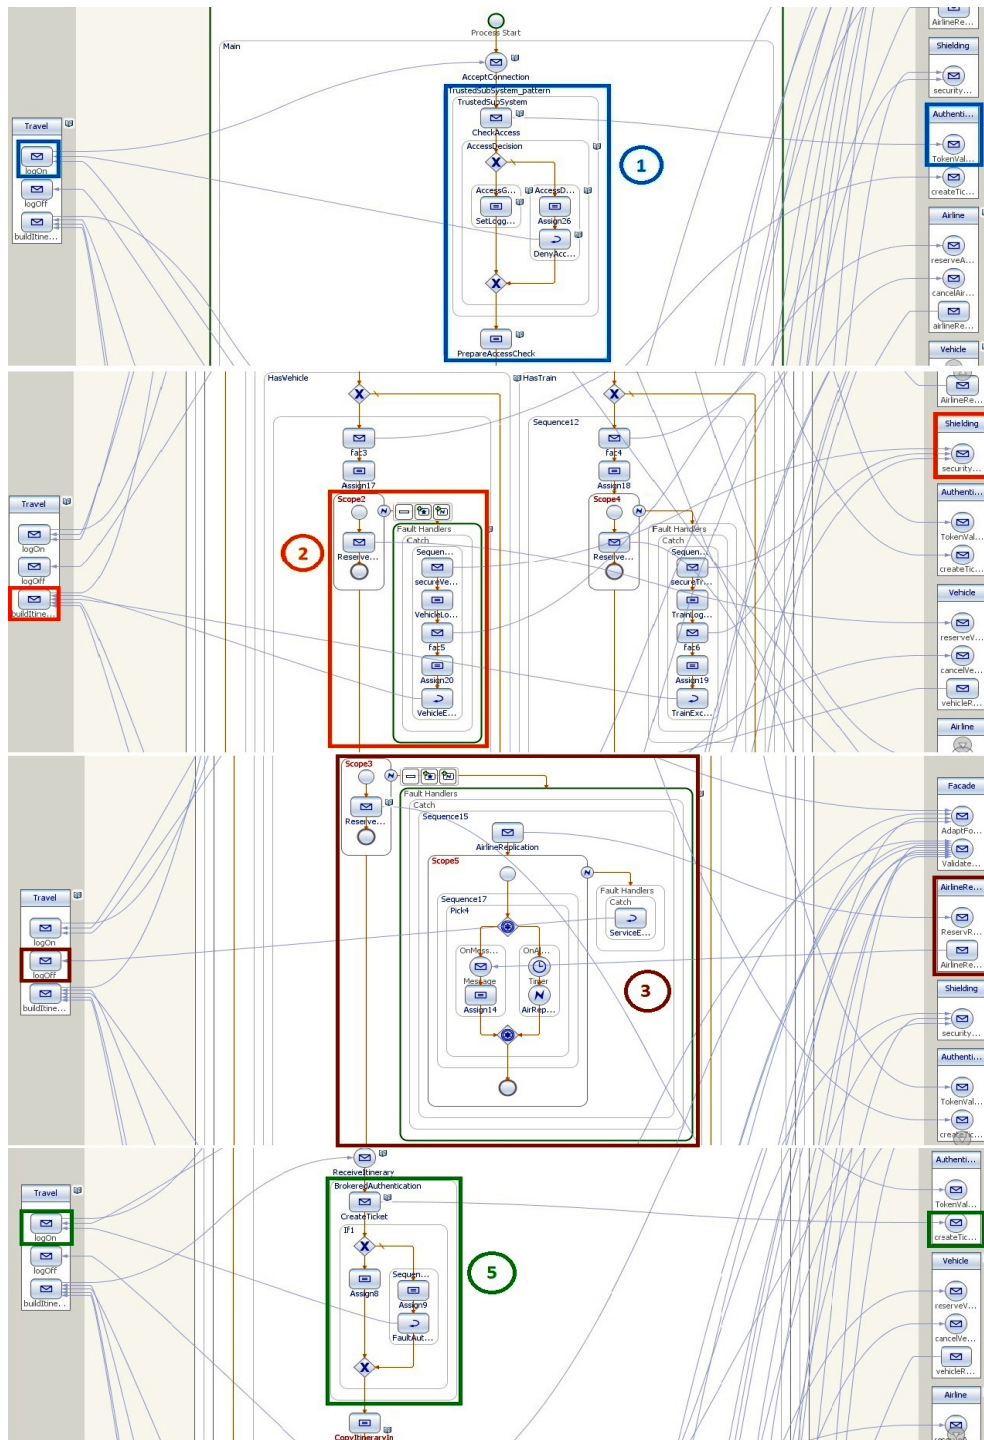 Process Start
Main
AcceptConnection
TrustedSubSystem_pattern
TrustedSubSystem
CheckAccess
AccessDecision
AccessG...
AccessD...
SetLogg...
Assign26
DenyAcc...
PrepareAccessCheck
1
Travel
logOn
logOff
buildItine...
AirlineRe...
Shielding
security...
Authenti...
TokenVal...
createTic...
Airline
reserveA...
cancelAir...
airlineRe...
Vehicle
HasVehicle
HasTrain
Sequence12
fac3
fac4
Assign17
Assign18
Scope2
Scope4
Fault Handlers
Fault Handlers
Catch
Catch
Reserve...
Sequen...
Reserve...
Sequen...
secureVe...
secureTr...
VehicleLo...
TrainLog...
fac5
fac6
Assign20
Assign19
VehicleE...
TrainExc...
2
Travel
logOn
logOff
buildItine...
AirlineRe...
Shielding
security...
Authenti...
TokenVal...
createTic...
Vehicle
reserveV...
cancelVe...
vehicleR...
Airline
Scope3
Fault Handlers
Catch
Reserve...
Sequence15
AirlineReplication
Scope5
Sequence17
Fault Handlers
Pick4
Catch
ServiceE...
OnMess...
OnAl...
Message
Timer
Assign14
AirRep...
3
Travel
logOn
logOff
buildItine...
Facade
AdaptFo...
Validate...
AirlineRe...
ReservR...
AirlineRe...
Shielding
security...
Authenti...
TokenVal...
createTic...
ReceiveItinerary
BrokeredAuthentication
CreateTicket
If1
Sequen...
Assign8
Assign9
FaultAut...
CopyItineraryIn
5
Travel
logOn
logOff
buildItine...
Authenti...
TokenVal...
createTic...
Vehicle
reserveV...
cancelVe...
vehicleR...
Airline